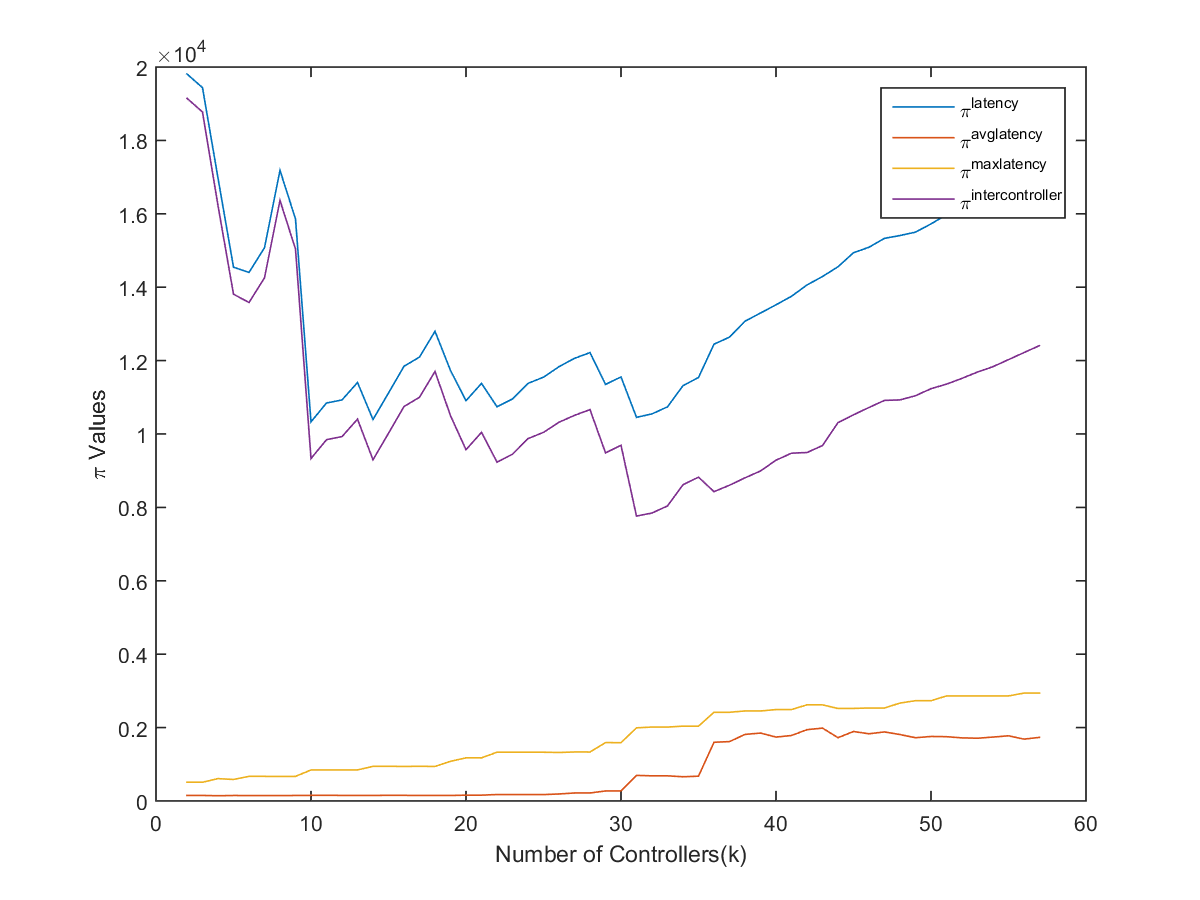 ×10^4
2
1.8
1.6
1.4
1.2
1
0.8
0.6
0.4
0.2
0
π Values
0 10 20 30 40 50 60
Number of Controllers(k)
π^latency
π^avglatency
π^maxlatency
π^intercontroller